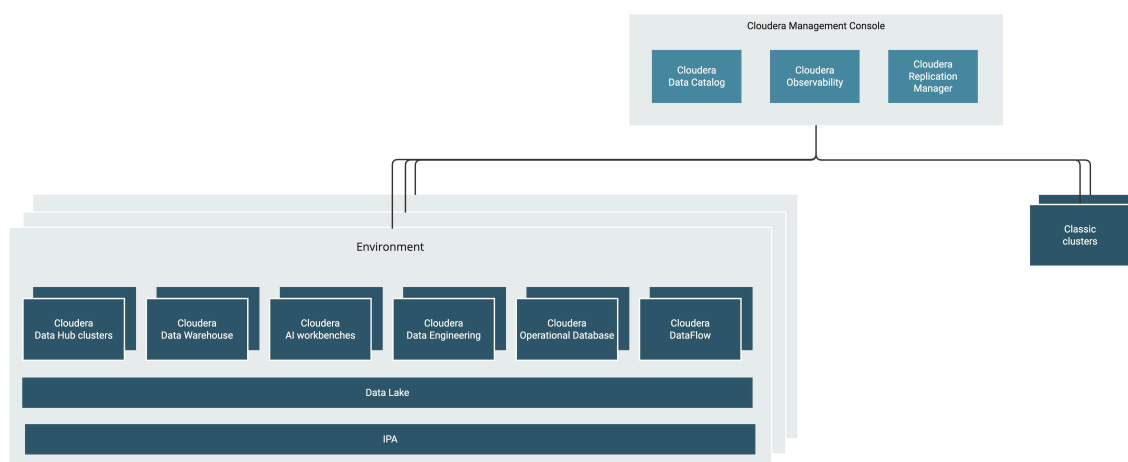 Cloudera Management Console
Cloudera
Data Catalog
Cloudera
Observability
Cloudera
Replication
Manager
Environment
Classic
clusters
Cloudera
Data Hub clusters
Cloudera
Data Warehouse
Cloudera
AI workbenches
Cloudera
Data Engineering
Cloudera
Operational Database
Cloudera
DataFlow
Data Lake
IPA